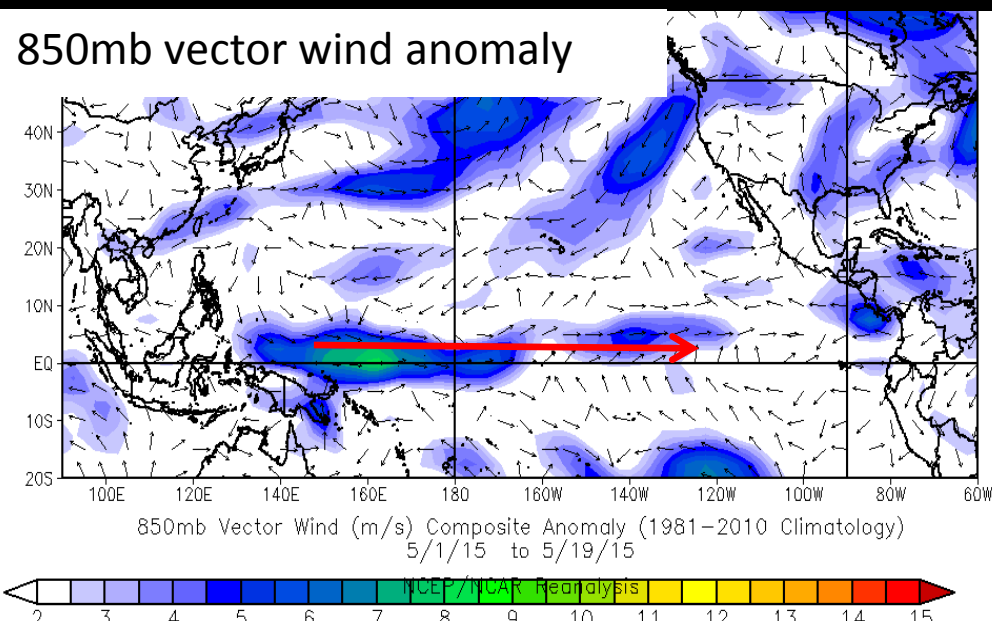 850mb vector wind anomaly
40N
30N
20N
10N
EQ
10S
20S
100E 120E 140E 160E 180 160W 140W 120W 100W 80W 60W
850mb Vector Wind (m/s) Composite Anomaly (1981-2010 Climatology)
5/1/15 to 5/19/15
NCEP/NCAR Reanalysis
2 3 4 5 6 7 8 9 10 11 12 13 14 15